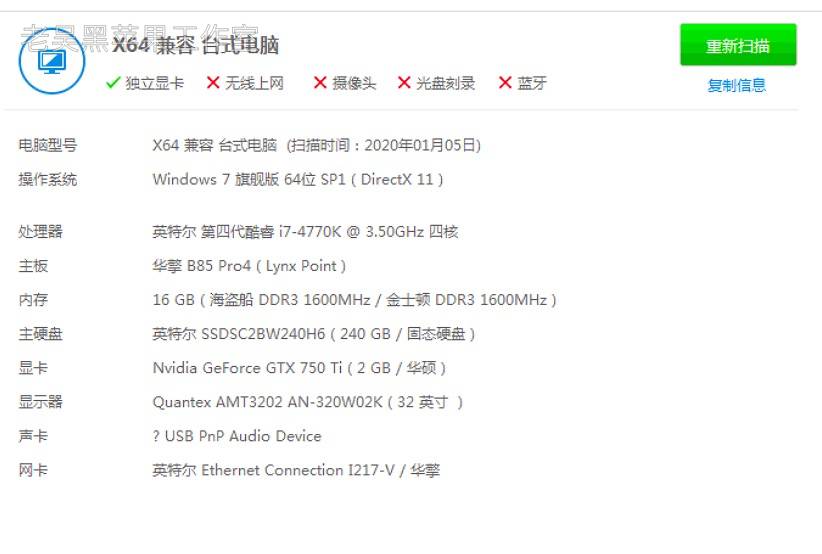 老吴黑苹果工作室
X64 兼容 台式电脑
重新扫描
独立显卡 无线上网 摄像头 光盘刻录 蓝牙
复制信息
电脑型号 X64 兼容 台式电脑 (扫描时间：2020年01月05日)
操作系统 Windows 7 旗舰版 64位 SP1 ( DirectX 11 )
处理器 英特尔 第四代酷睿 i7-4770K @ 3.50GHz 四核
主板 华擎 B85 Pro4 ( Lynx Point )
内存 16 GB ( 海盗船 DDR3 1600MHz / 金士顿 DDR3 1600MHz )
主硬盘 英特尔 SSDSC2BW240H6 ( 240 GB / 固态硬盘 )
显卡 Nvidia GeForce GTX 750 Ti ( 2 GB / 华硕 )
显示器 Quantex AMT3202 AN-320W02K ( 32 英寸 )
声卡 ? USB PnP Audio Device
网卡 英特尔 Ethernet Connection I217-V / 华擎